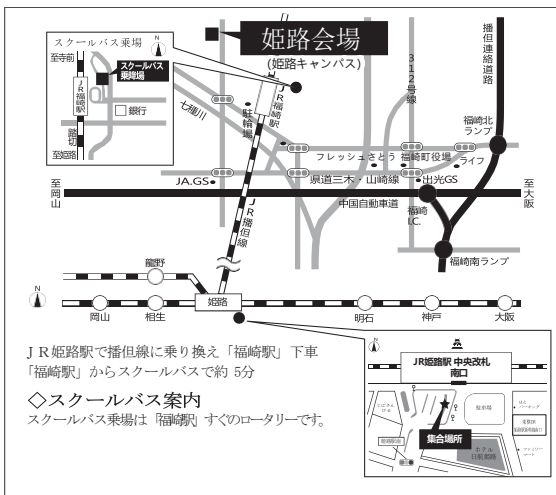 スクールバス乗場
N
至寺前
スクールバス
乗降場
JR福崎駅
銀行
踏切
至姫路
姫路会場
(姫路キャンパス)
播但連絡道路
312号線
七種川
駐輪場
JR福崎駅
福崎北
ランプ
フレッシュさとう
福崎町役場
ライフ
JA.GS
県道三木・山崎線
出光GS
至岡山
至大阪
中国自動車道
JR播但線
福崎
I.C.
福崎南ランプ
龍野
N
姫路
岡山
相生
明石
神戸
大阪
JR姫路駅で播但線に乗り換え「福崎駅」下車
「福崎駅」からスクールバスで約 5分
◇スクールバス案内
スクールバス乗場は「福崎駅」すぐのロータリーです。
N
JR姫路駅 中央改札
南口
駐車場
集合場所
ホテル
日航姫路